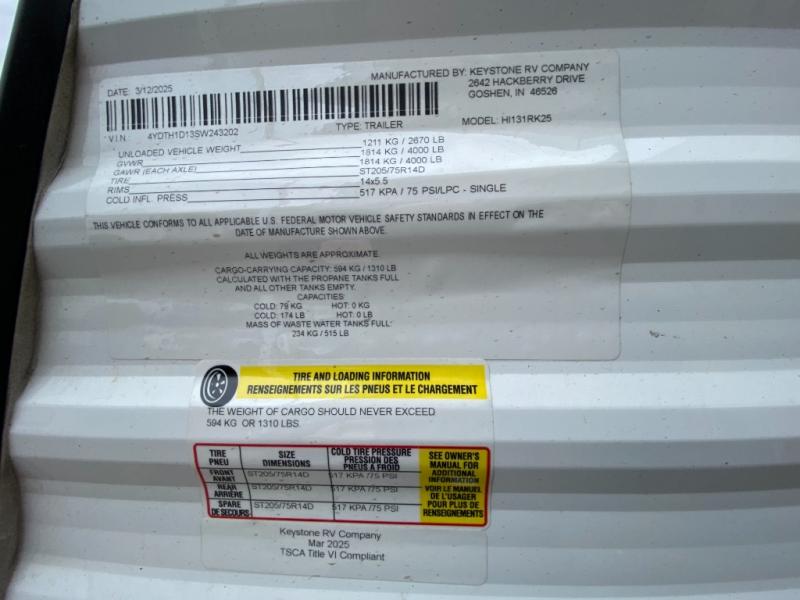 MANUFACTURED BY: KEYSTONE RV COMPANY
2642 HACKBERRY DRIVE
GOSHEN, IN 46526
DATE: 3/12/2025
V.I.N. 4YDTH1D13SW243202
TYPE: TRAILER
MODEL: HI131RK25
UNLOADED VEHICLE WEIGHT 1211 KG / 2670 LB
GVWR 1814 KG / 4000 LB
GAWR (EACH AXLE) 1814 KG / 4000 LB
TIRE ST205/75R14D
RIMS 14x5.5
COLD INFL. PRESS 517 KPA / 75 PSI/LPC - SINGLE
THIS VEHICLE CONFORMS TO ALL APPLICABLE U.S. FEDERAL MOTOR VEHICLE SAFETY STANDARDS IN EFFECT ON THE
DATE OF MANUFACTURE SHOWN ABOVE.
ALL WEIGHTS ARE APPROXIMATE.
CARGO-CARRYING CAPACITY: 594 KG / 1310 LB
CALCULATED WITH THE PROPANE TANKS FULL
AND ALL OTHER TANKS EMPTY.
CAPACITIES:
COLD: 79 KG HOT: 0 KG
COLD: 174 LB HOT: 0 LB
MASS OF WASTE WATER TANKS FULL:
234 KG / 515 LB
TIRE AND LOADING INFORMATION
RENSEIGNEMENTS SUR LES PNEUS ET LE CHARGEMENT
THE WEIGHT OF CARGO SHOULD NEVER EXCEED
594 KG OR 1310 LBS.
TIRE
PNEU
SIZE
DIMENSIONS
COLD TIRE PRESSURE
PRESSION DES
PNEUS A FROID
FRONT
AVANT
ST205/75R14D
517 KPA /75 PSI
REAR
ARRIÈRE
ST205/75R14D
517 KPA /75 PSI
SPARE
DE SECOURS
ST205/75R14D
517 KPA /75 PSI
SEE OWNER'S
MANUAL FOR
ADDITIONAL
INFORMATION
VOIR LE MANUEL
DE L'USAGER
POUR PLUS DE
RENSEIGNEMENTS
Keystone RV Company
Mar 2025
TSCA Title VI Compliant